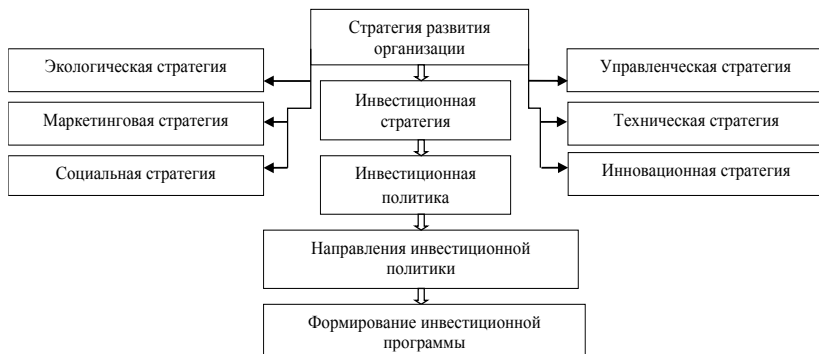 Стратегия развития
организации
Экологическая стратегия
Управленческая стратегия
Инвестиционная
стратегия
Маркетинговая стратегия
Техническая стратегия
Социальная стратегия
Инвестиционная
политика
Инновационная стратегия
Направления инвестиционной
политики
Формирование инвестиционной
программы